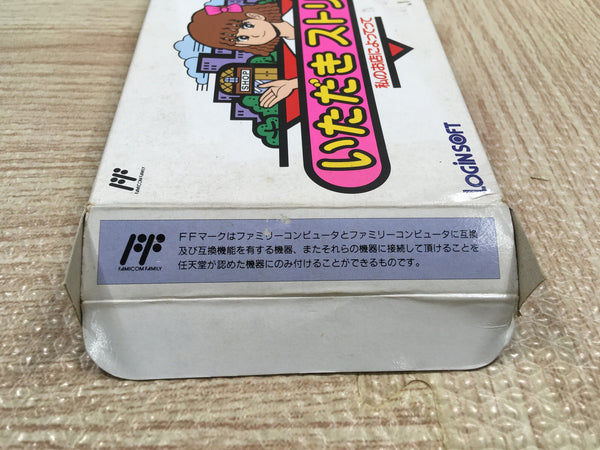 SHOP
いただきストリ
私のお店によってって
LOGiNSOFT
FF
FAMICOM FAMILY
FF
FAMICOM FAMILY
FFマークはファミリーコンピュータとファミリーコンピュータに互換
及び互換機能を有する機器、またそれらの機器に接続して頂けることを
任天堂が認めた機器にのみ付けることができるものです。